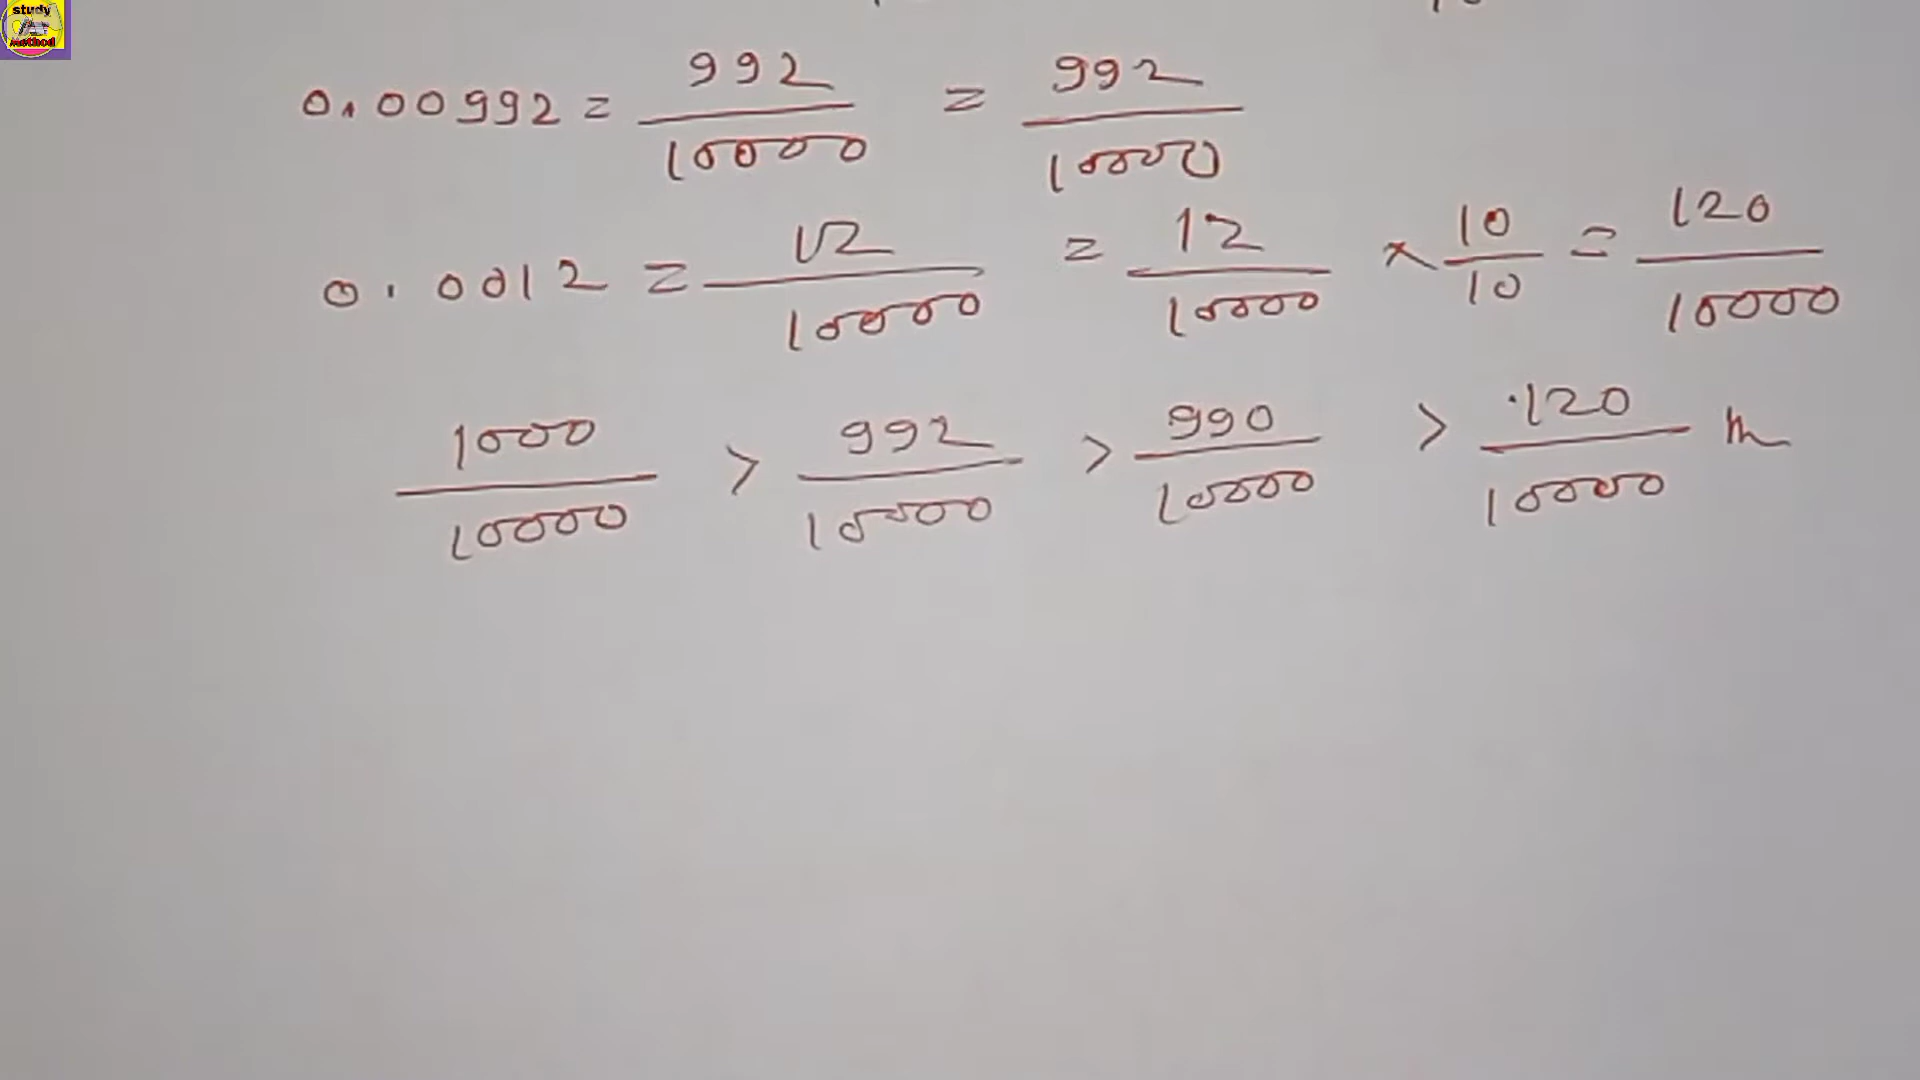 study
method
0.00992 = 992/10000 = 992/10000
0.0012 = 12/10000 = 12/10000 × 10/10 = 120/10000
1000/10000 > 992/10000 > 990/10000 > .120/10000 m